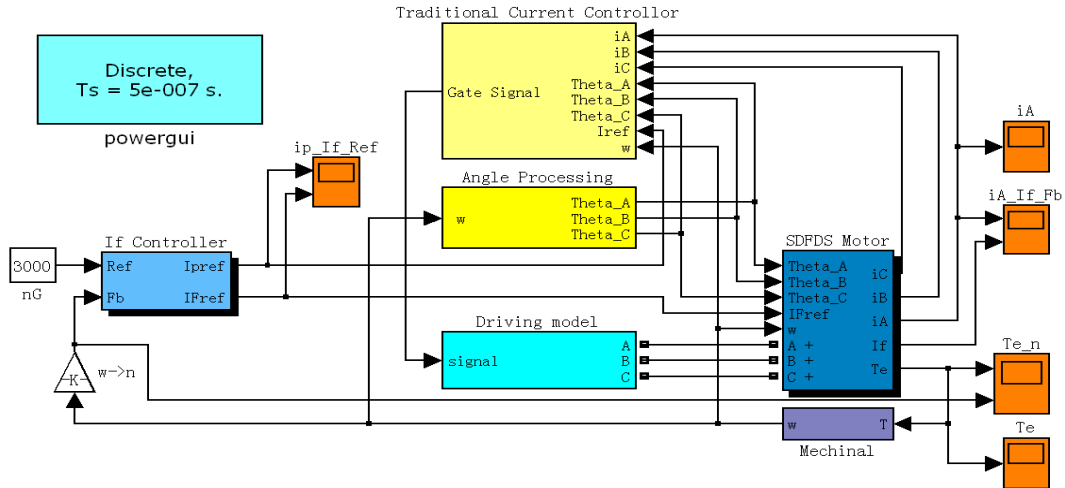 Traditional Current Controllor
iA
iB
iC
Theta_A
Theta_B
Theta_C
Iref
w
Gate Signal
Discrete,
Ts = 5e-007 s.
powergui
ip_If_Ref
iA
Angle Processing
w
Theta_A
Theta_B
Theta_C
iA_If_Fb
If Controller
Ref
Fb
Ipref
IFref
3000
nG
SDFDS Motor
Theta_A
Theta_B
Theta_C
IFref
w
A +
B +
C +
iC
iB
iA
If
Te
Driving model
signal
A
B
C
-K-
w->n
Te_n
w
T
Mechinal
Te